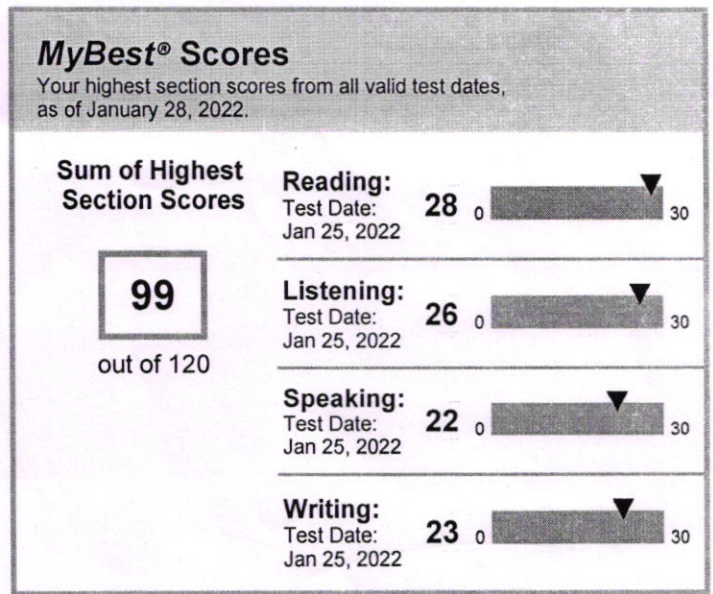 MyBest® Scores
Your highest section scores from all valid test dates,
as of January 28, 2022.
Sum of Highest
Section Scores
99
out of 120
Reading:
Test Date:
Jan 25, 2022
28
0
30
Listening:
Test Date:
Jan 25, 2022
26
0
30
Speaking:
Test Date:
Jan 25, 2022
22
0
30
Writing:
Test Date:
Jan 25, 2022
23
0
30